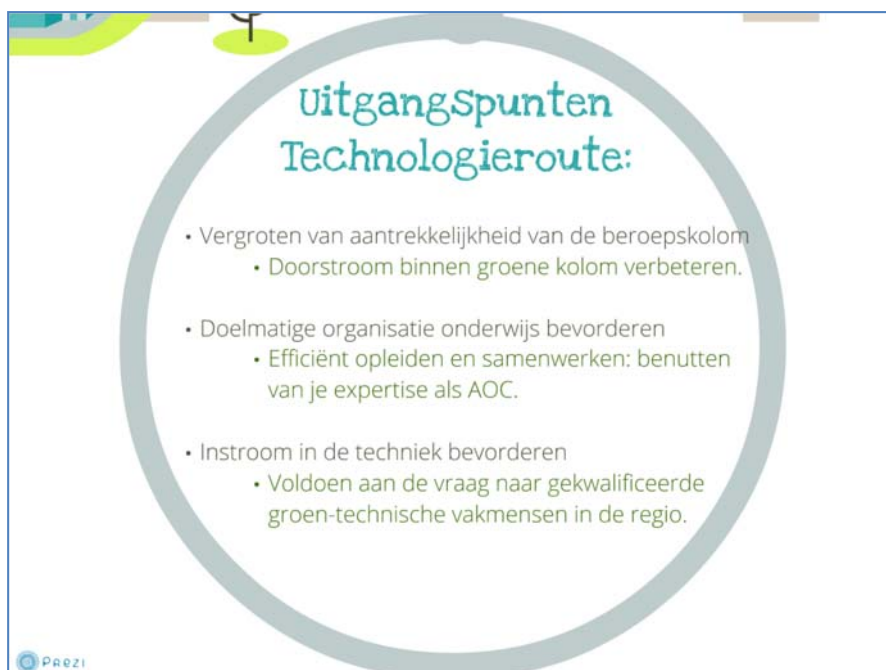 Uitgangspunten
Technologieroute:
• Vergroten van aantrekkelijkheid van de beroepskolom
• Doorstroom binnen groene kolom verbeteren.
• Doelmatige organisatie onderwijs bevorderen
• Efficiënt opleiden en samenwerken: benutten
van je expertise als AOC.
• Instroom in de techniek bevorderen
• Voldoen aan de vraag naar gekwalificeerde
groen-technische vakmensen in de regio.
PREZI